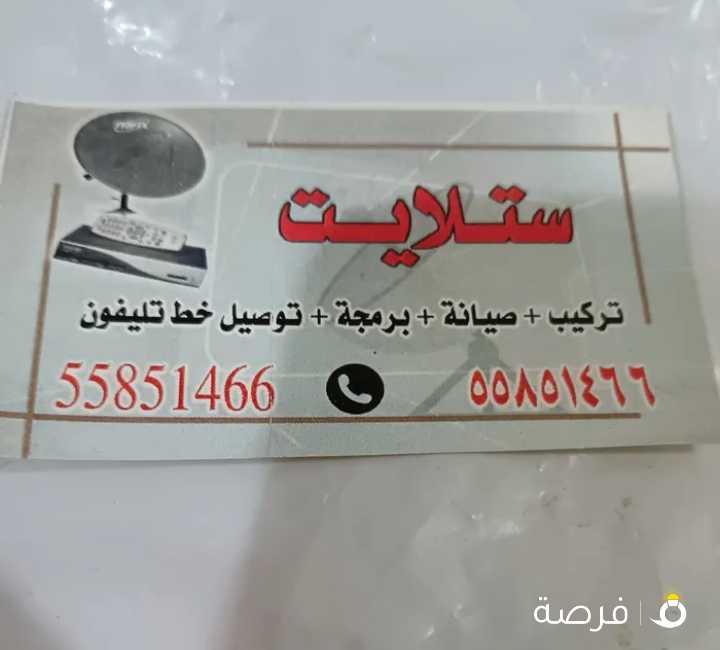 ستلايت
تركيب + صيانة + برمجة + توصيل خط تليفون
55851466 ٥٥٨٥١٤٦٦
فرصة